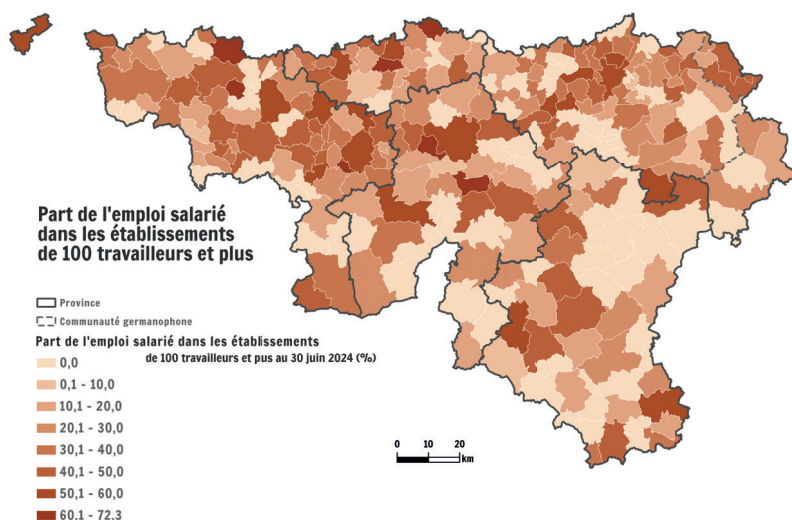 Part de l'emploi salarié
dans les établissements
de 100 travailleurs et plus
Province
Communauté germanophone
Part de l'emploi salarié dans les établissements
de 100 travailleurs et pus au 30 juin 2024 (%)
0,0
0,1 - 10,0
10,1 - 20,0
20,1 - 30,0
30,1 - 40,0
40,1 - 50,0
50,1 - 60,0
60,1 - 72,3
0 10 20
km